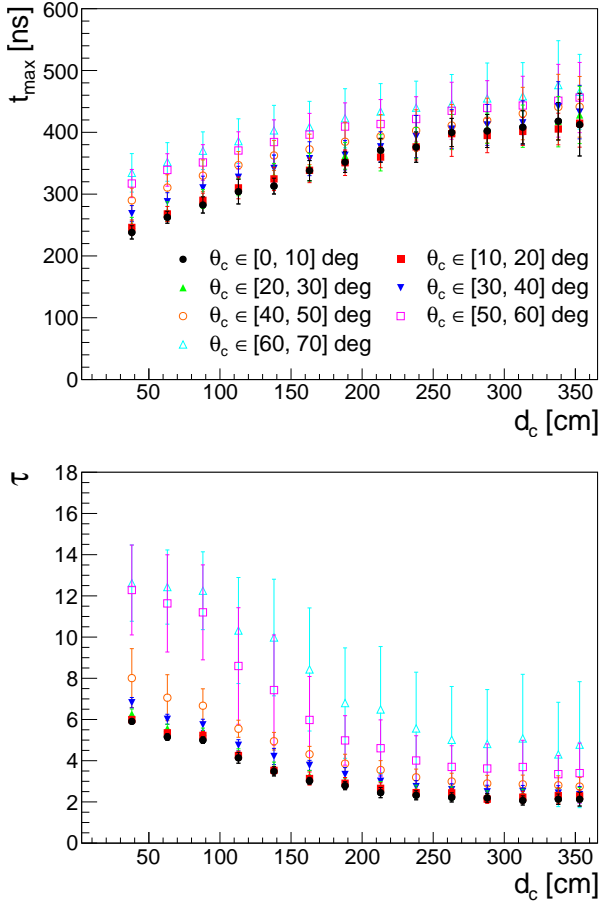 t_max [ns]
600
500
400
300
200
100
0
θ_c ∈ [0, 10] deg
θ_c ∈ [10, 20] deg
θ_c ∈ [20, 30] deg
θ_c ∈ [30, 40] deg
θ_c ∈ [40, 50] deg
θ_c ∈ [50, 60] deg
θ_c ∈ [60, 70] deg
50 100 150 200 250 300 350
d_c [cm]
τ
18
16
14
12
10
8
6
4
2
0
50 100 150 200 250 300 350
d_c [cm]